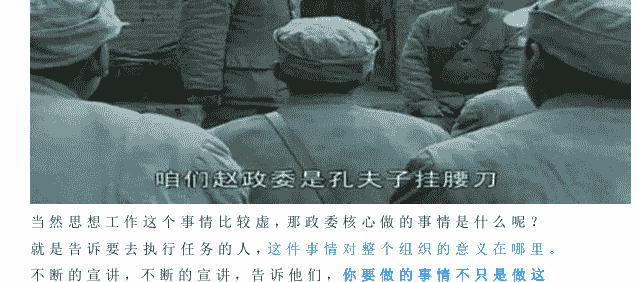 咱们赵政委是孔夫子挂腰刀
当然思想工作这个事情比较虚，那政委核心做的事情是什么呢？
就是告诉要去执行任务的人，这件事情对整个组织的意义在哪里。
不断的宣讲，不断的宣讲，告诉他们，你要做的事情不只是做这